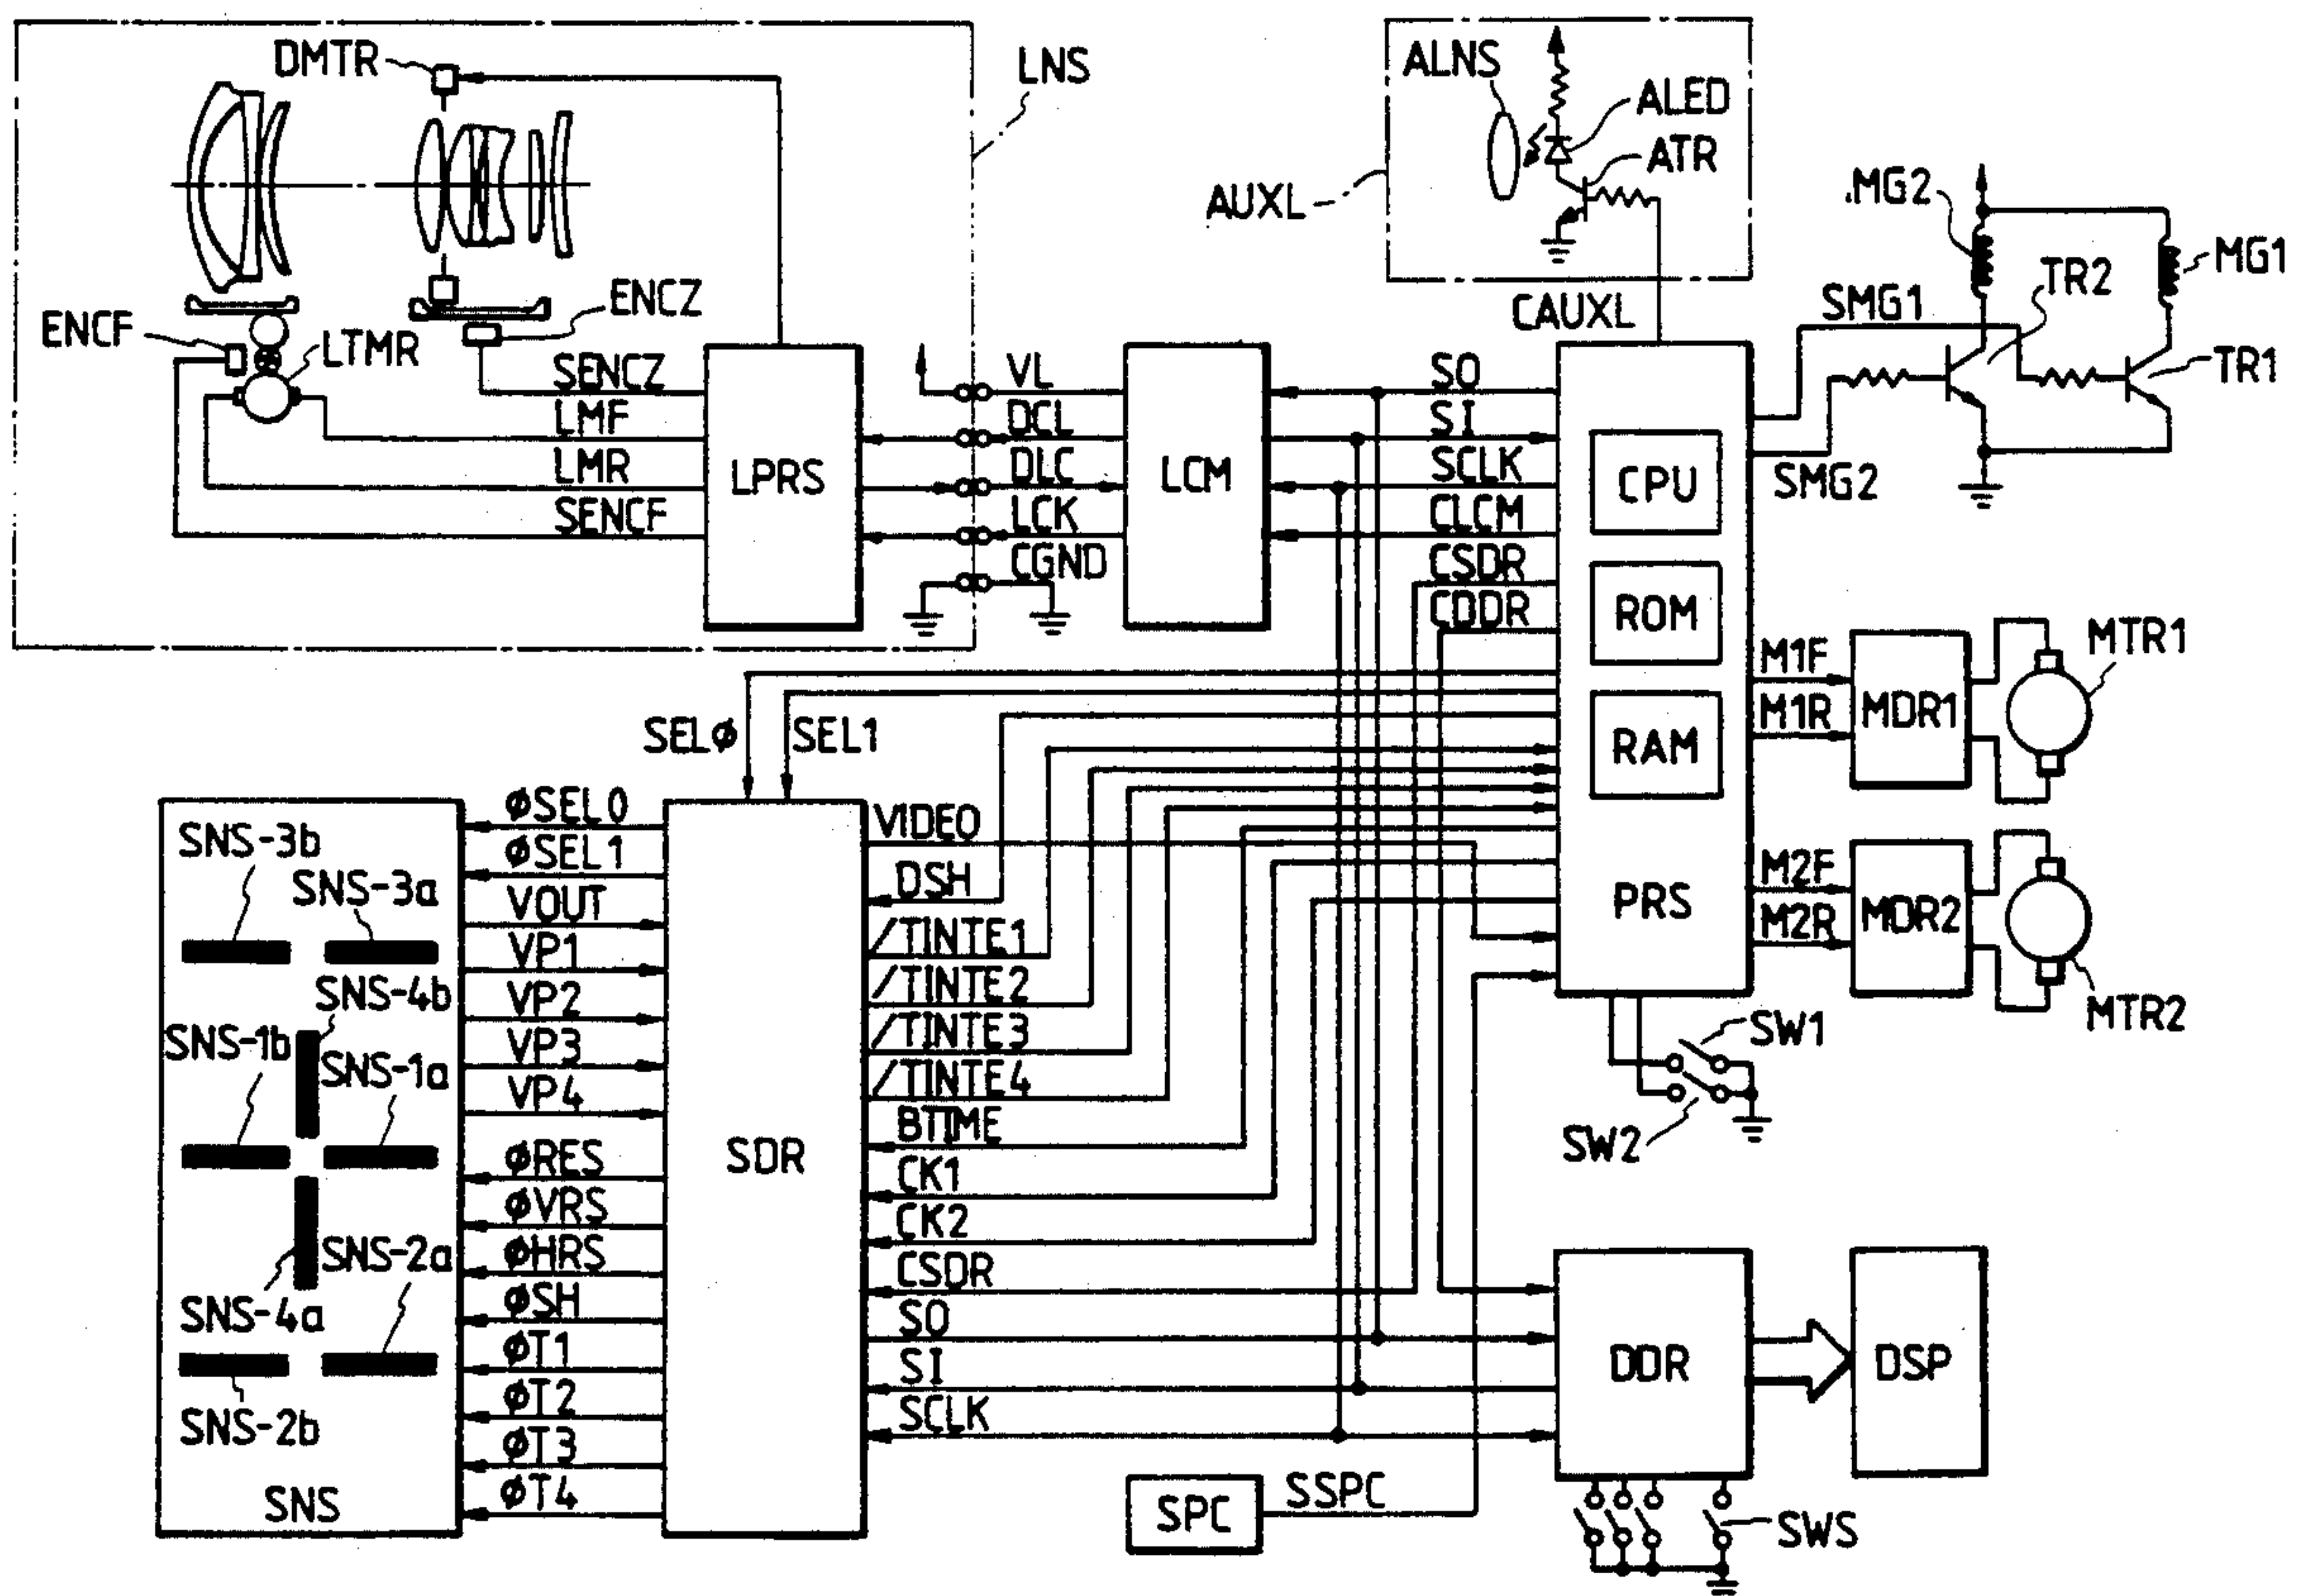 DMTR
LNS
ALNS
ALED
ATR
AUXL
MG2
MG1
TR2
TR1
SMG1
SMG2
CAUXL
ENCF
LTMR
ENCZ
SENCZ
LMF
LMR
SENCF
LPRS
VL
DCL
DLC
LCK
CGND
LCM
SO
SI
SCLK
CLCM
CSDR
CDDR
CPU
ROM
RAM
PRS
M1F
M1R
MDR1
MTR1
M2F
M2R
MDR2
MTR2
SW1
SW2
SELφ
SEL1
SNS-3b
SNS-3a
SNS-4b
SNS-1b
SNS-1a
SNS-2a
SNS-4a
SNS-2b
SNS
φSEL0
φSEL1
VOUT
VP1
VP2
VP3
VP4
φRES
φVRS
φHRS
φSH
φT1
φT2
φT3
φT4
SDR
VIDEO
DSH
/TINTE1
/TINTE2
/TINTE3
/TINTE4
BTIME
CK1
CK2
CSDR
SO
SI
SCLK
SPC
SSPC
DDR
DSP
SWS